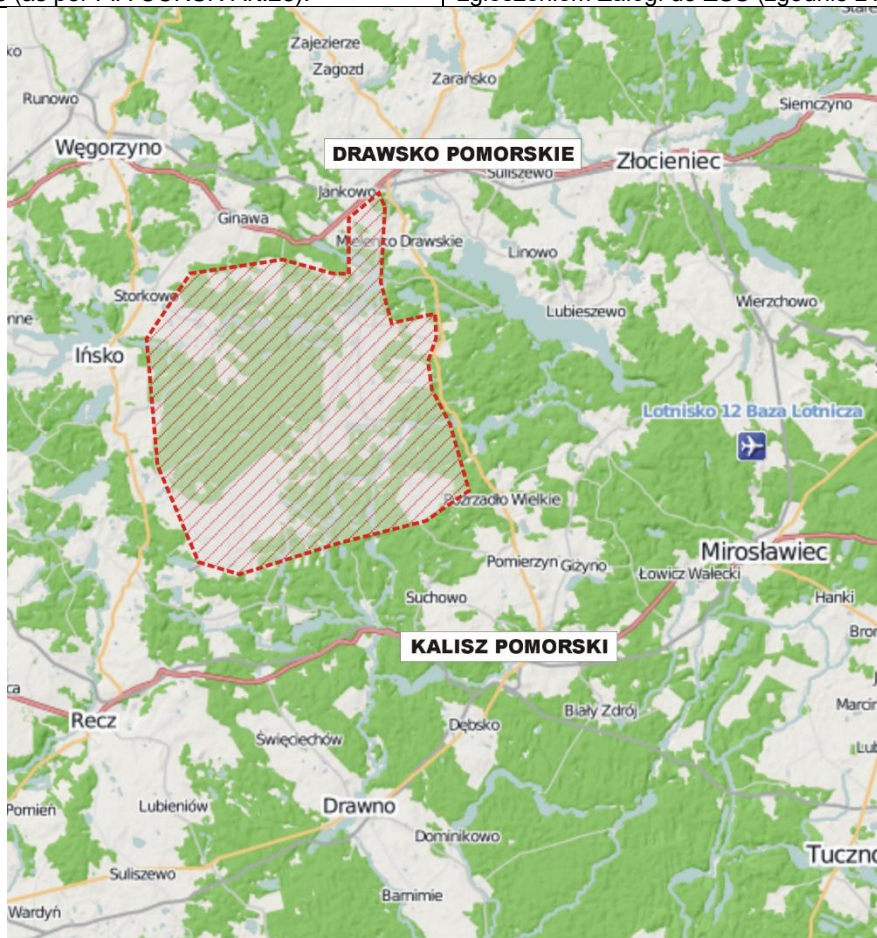 Zajezierze
Zagozd
Zarańsko
Runowo
Siemczyno
Węgorzyno
DRAWSKO POMORSKIE
Złocieniec
Suliszewo
Jankowo
Ginawa
Mielenko Drawskie
Linowo
Storkowo
Lubieszewo
Wierzchowo
Ińsko
Lotnisko 12 Baza Lotnicza
Pozrzadło Wielkie
Mirosławiec
Pomierzyn
Giżyno
Łowicz Wałecki
Suchowo
Hanki
KALISZ POMORSKI
Recz
Biały Zdrój
Dębsko
Święciechów
Drawno
Pomień
Lubieniów
Dominikowo
Suliszewo
Barnimie
Wardyń